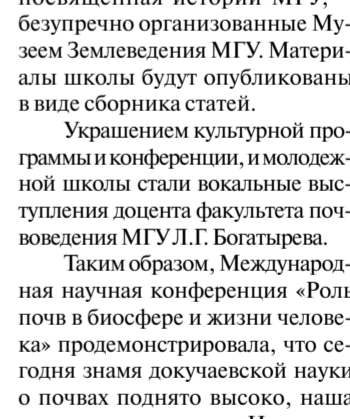 посвященная истории МГУ,
безупречно организованные Му-
зеем Землеведения МГУ. Матери-
алы школы будут опубликованы
в виде сборника статей.
Украшением культурной про-
граммы и конференции, и молодеж-
ной школы стали вокальные выс-
тупления доцента факультета поч-
воведения МГУ Л.Г. Богатырева.
Таким образом, Международ-
ная научная конференция «Роль
почв в биосфере и жизни челове-
ка» продемонстрировала, что се-
годня знамя докучаевской науки
о почвах поднято высоко, наша